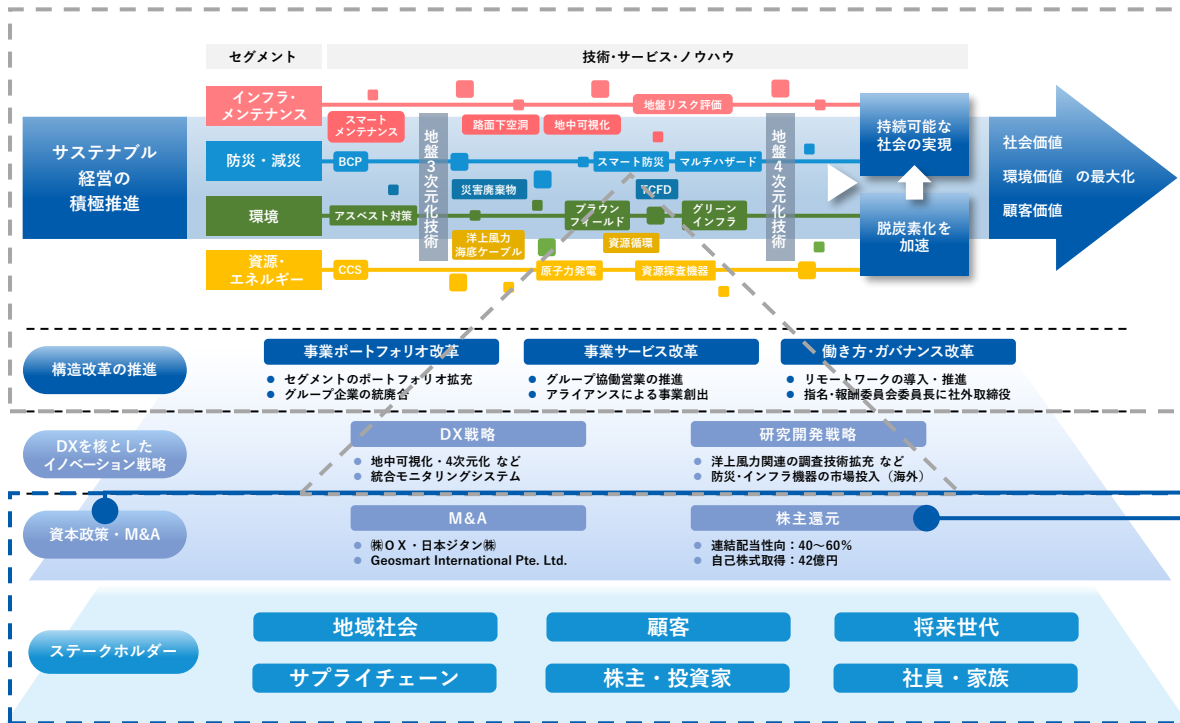 セグメント
技術・サービス・ノウハウ
サステナブル
経営の
積極推進
インフラ・
メンテナンス
スマート
メンテナンス
路面下空洞
地中可視化
地盤リスク評価
防災・減災
BCP
スマート防災
マルチハザード
災害廃棄物
TCFD
環境
アスベスト対策
ブラウン
フィールド
グリーン
インフラ
洋上風力
海底ケーブル
資源循環
資源・
エネルギー
CCS
原子力発電
資源探査機器
地盤3次元化技術
地盤4次元化技術
持続可能な
社会の実現
脱炭素化を
加速
社会価値
環境価値 の最大化
顧客価値
構造改革の推進
事業ポートフォリオ改革
● セグメントのポートフォリオ拡充
● グループ企業の統廃合
事業サービス改革
● グループ協働営業の推進
● アライアンスによる事業創出
働き方・ガバナンス改革
● リモートワークの導入・推進
● 指名・報酬委員会委員長に社外取締役
DXを核とした
イノベーション戦略
DX戦略
● 地中可視化・4次元化 など
● 統合モニタリングシステム
研究開発戦略
● 洋上風力関連の調査技術拡充 など
● 防災・インフラ機器の市場投入（海外）
資本政策・M&A
M&A
● ㈱OX・日本ジタン㈱
● Geosmart International Pte. Ltd.
株主還元
● 連結配当性向：40～60%
● 自己株式取得：42億円
ステークホルダー
地域社会
顧客
将来世代
サプライチェーン
株主・投資家
社員・家族